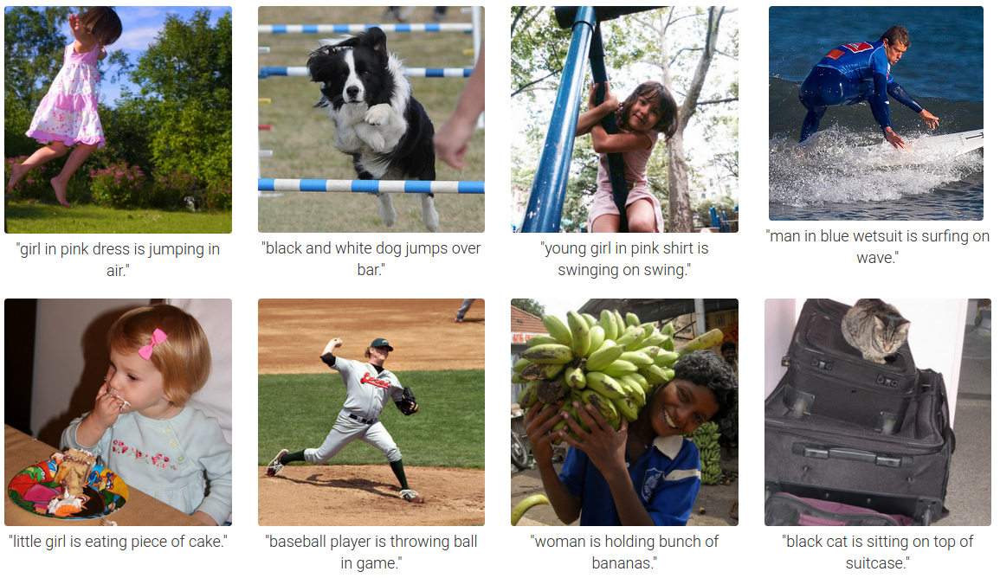 "girl in pink dress is jumping in
air."
"black and white dog jumps over
bar."
"young girl in pink shirt is
swinging on swing."
"man in blue wetsuit is surfing on
wave."
"little girl is eating piece of cake."
"baseball player is throwing ball
in game."
"woman is holding bunch of
bananas."
"black cat is sitting on top of
suitcase."